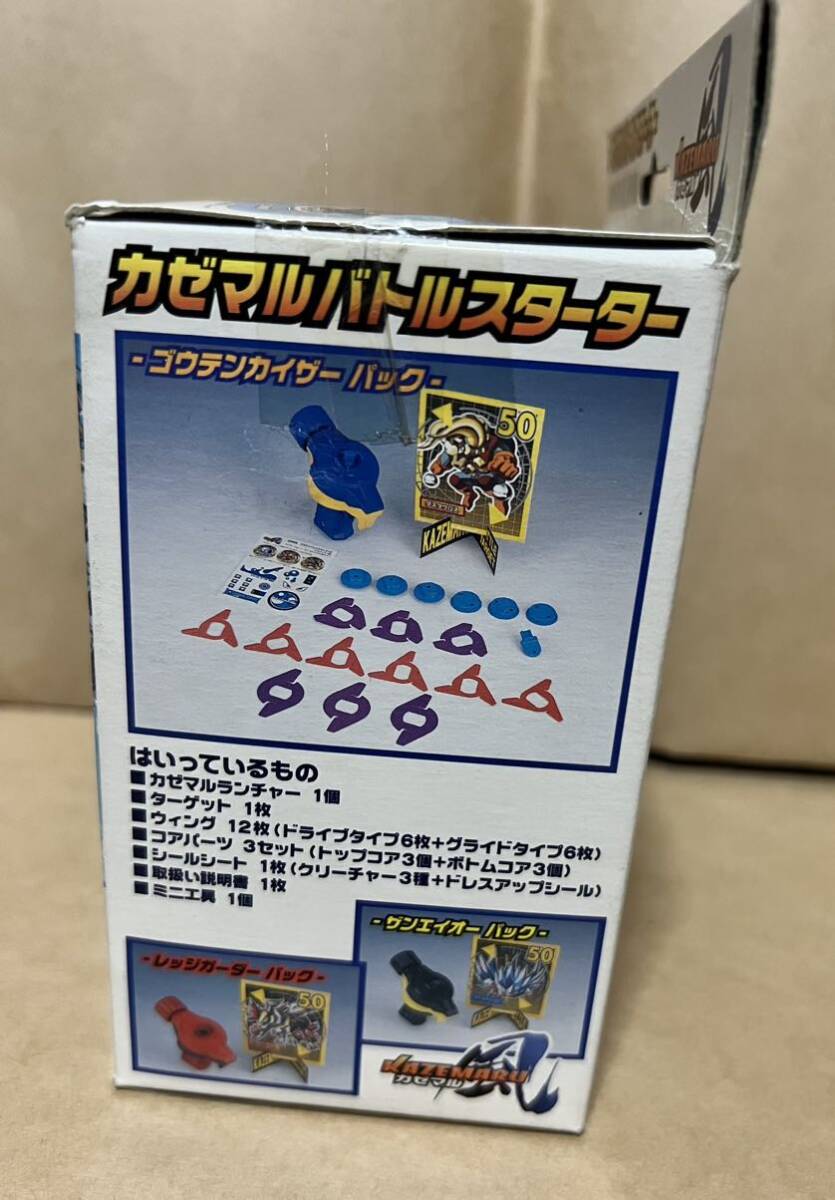 KAZEMARU
カゼマルバトルスターター
- ゴウテンカイザー パック -
50
はいっているもの
■カゼマルランチャー 1個
■ターゲット 1枚
■ウィング 12枚(ドライブタイプ6枚+グライドタイプ6枚)
■コアパーツ 3セット(トップコア3個+ボトムコア3個)
■シールシート 1枚(クリーチャー3種+ドレスアップシール)
■取扱い説明書 1枚
■ミニ工具 1個
- ザンエイオー パック -
50
- レッジガーダー パック -
50
KAZEMARU
カゼマル